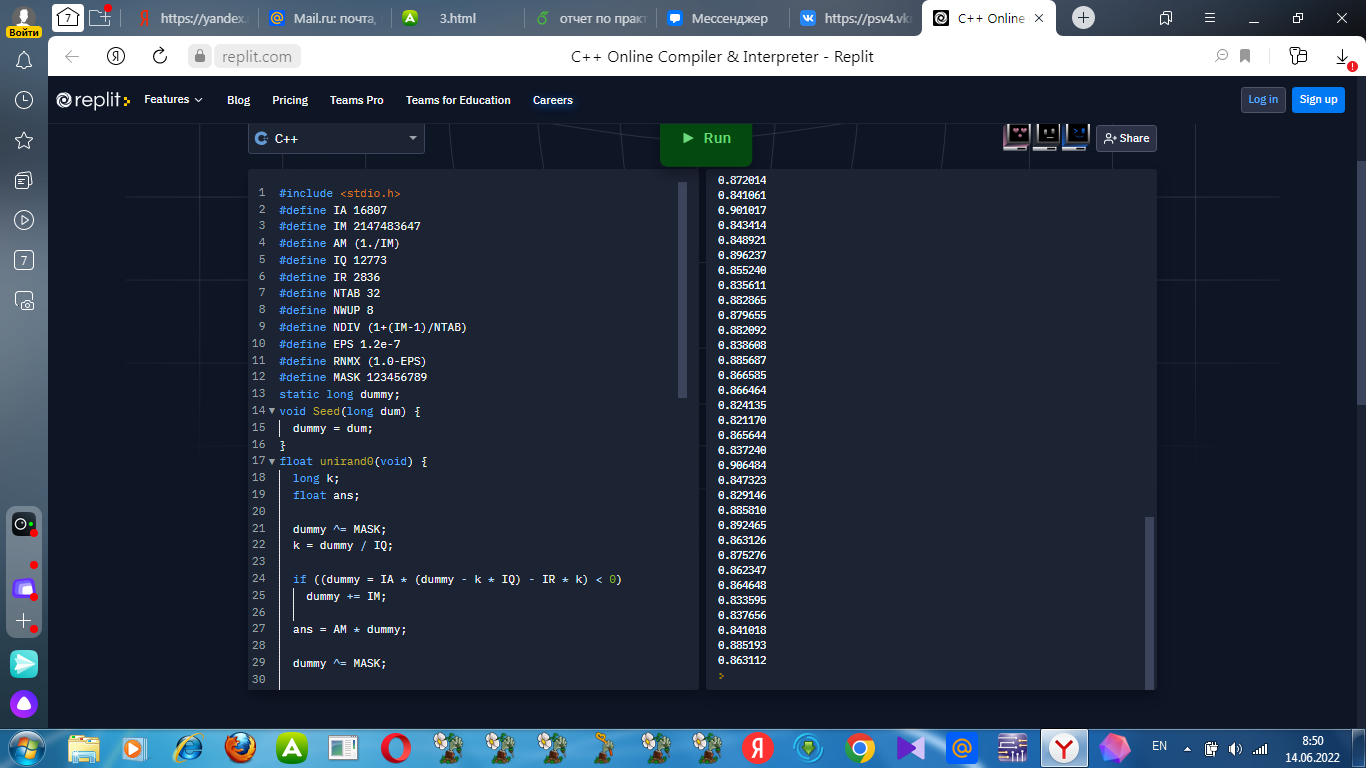 Войти
7
https://yandex.
Mail.ru: почта,
3.html
отчет по практ
Мессенджер
https://psv4.vk
C++ Online
replit.com
C++ Online Compiler & Interpreter - Replit
replit
Features
Blog
Pricing
Teams Pro
Teams for Education
Careers
Log in
Sign up
C++
Run
Share
1 #include <stdio.h>
2 #define IA 16807
3 #define IM 2147483647
4 #define AM (1./IM)
5 #define IQ 12773
6 #define IR 2836
7 #define NTAB 32
8 #define NWUP 8
9 #define NDIV (1+(IM-1)/NTAB)
10 #define EPS 1.2e-7
11 #define RNMX (1.0-EPS)
12 #define MASK 123456789
13 static long dummy;
14 void Seed(long dum) {
15 dummy = dum;
16 }
17 float unirand0(void) {
18 long k;
19 float ans;
20
21 dummy ^= MASK;
22 k = dummy / IQ;
23
24 if ((dummy = IA * (dummy - k * IQ) - IR * k) < 0)
25 dummy += IM;
26
27 ans = AM * dummy;
28
29 dummy ^= MASK;
30
0.872014
0.841061
0.901017
0.843414
0.848921
0.896237
0.855240
0.835611
0.882865
0.879655
0.882092
0.838608
0.885687
0.866585
0.866464
0.824135
0.821170
0.865644
0.837240
0.906484
0.847323
0.829146
0.885810
0.892465
0.863126
0.875276
0.862347
0.864648
0.833595
0.837656
0.841018
0.885193
0.863112
>
7
EN
8:50
14.06.2022